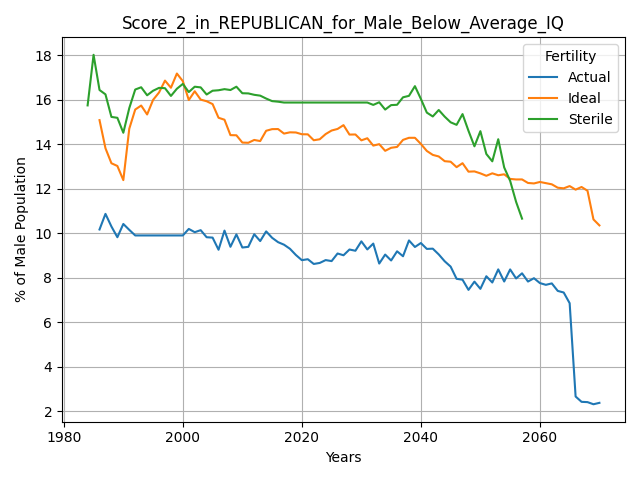 Score_2_in_REPUBLICAN_for_Male_Below_Average_IQ
% of Male Population
18
16
14
12
10
8
6
4
2
Fertility
Actual
Ideal
Sterile
1980
2000
2020
2040
2060
Years